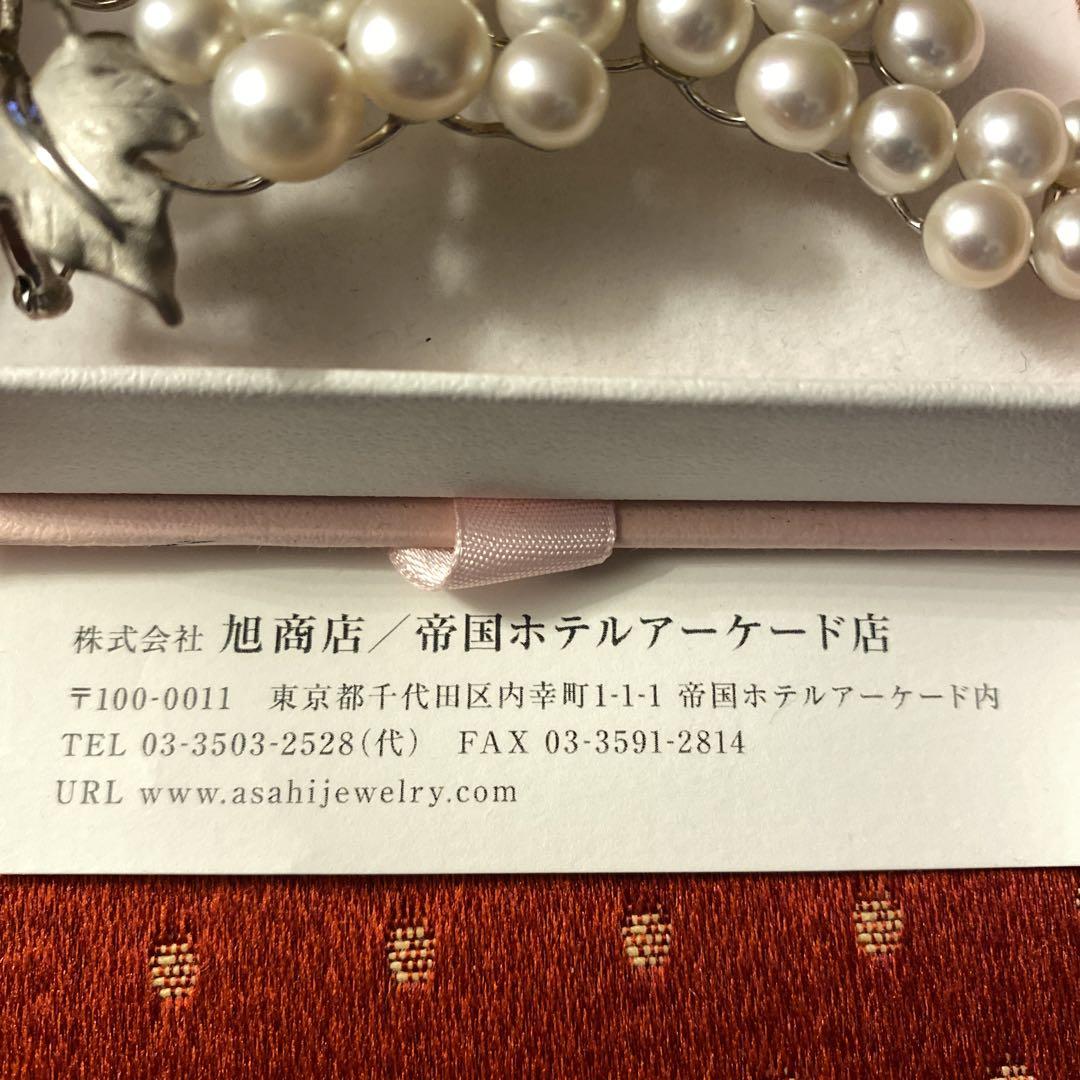 株式会社 旭商店／帝国ホテルアーケード店
〒100-0011　東京都千代田区内幸町1-1-1 帝国ホテルアーケード内
TEL 03-3503-2528(代)　FAX 03-3591-2814
URL www.asahijewelry.com